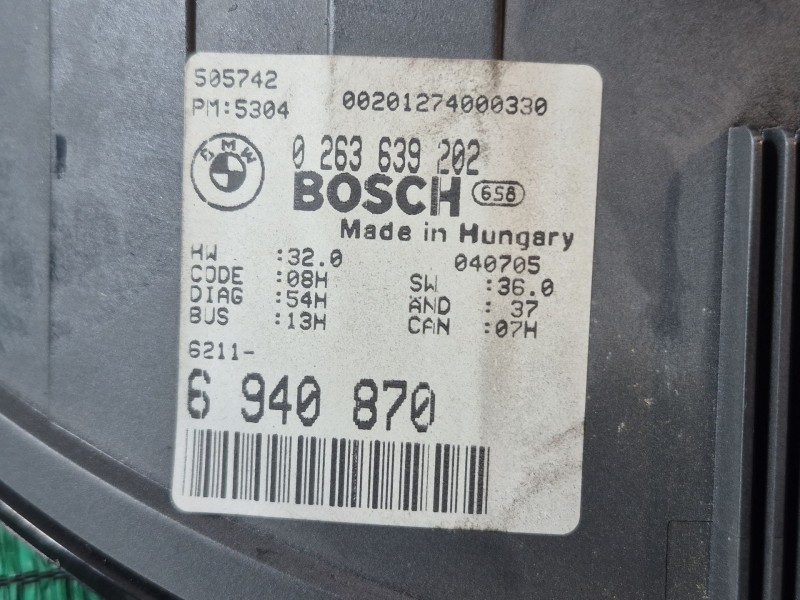 505742
PM:5304 00201274000330
BMW 0 263 639 202
BOSCH 658
Made in Hungary
HW :32.0 040705
CODE :08H SW :36.0
DIAG :54H ÄND : 37
BUS :13H CAN :07H
6211-
6 940 870